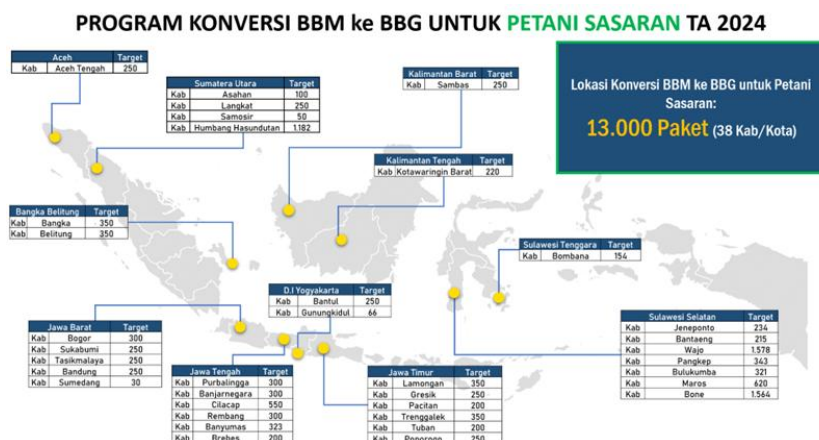 PROGRAM KONVERSI BBM ke BBG UNTUK PETANI SASARAN TA 2024
Aceh Target
Kab Aceh Tengah 250
Sumatera Utara Target
Kab Asahan 100
Kab Langkat 250
Kab Samosir 50
Kab Humbang Hasundutan 1.182
Kalimantan Barat Target
Kab Sambas 250
Lokasi Konversi BBM ke BBG untuk Petani
Sasaran:
13.000 Paket (38 Kab/Kota)
Kalimantan Tengah Target
Kab Kotawaringin Barat 220
Bangka Belitung Target
Kab Bangka 350
Kab Belitung 350
Sulawesi Tenggara Target
Kab Bombana 154
D.I Yogyakarta Target
Kab Bantul 250
Kab Gunungkidul 66
Jawa Barat Target
Kab Bogor 300
Kab Sukabumi 250
Kab Tasikmalaya 250
Kab Bandung 250
Kab Sumedang 30
Jawa Tengah Target
Kab Purbalingga 300
Kab Banjarnegara 300
Kab Cilacap 550
Kab Rembang 300
Kab Banyumas 323
Kab Brebes 200
Jawa Timur Target
Kab Lamongan 350
Kab Gresik 250
Kab Pacitan 200
Kab Trenggalek 350
Kab Tuban 200
Kab Ponorogo 250
Sulawesi Selatan Target
Kab Jeneponto 234
Kab Bantaeng 215
Kab Wajo 1.578
Kab Pangkep 343
Kab Bulukumba 321
Kab Maros 620
Kab Bone 1.564